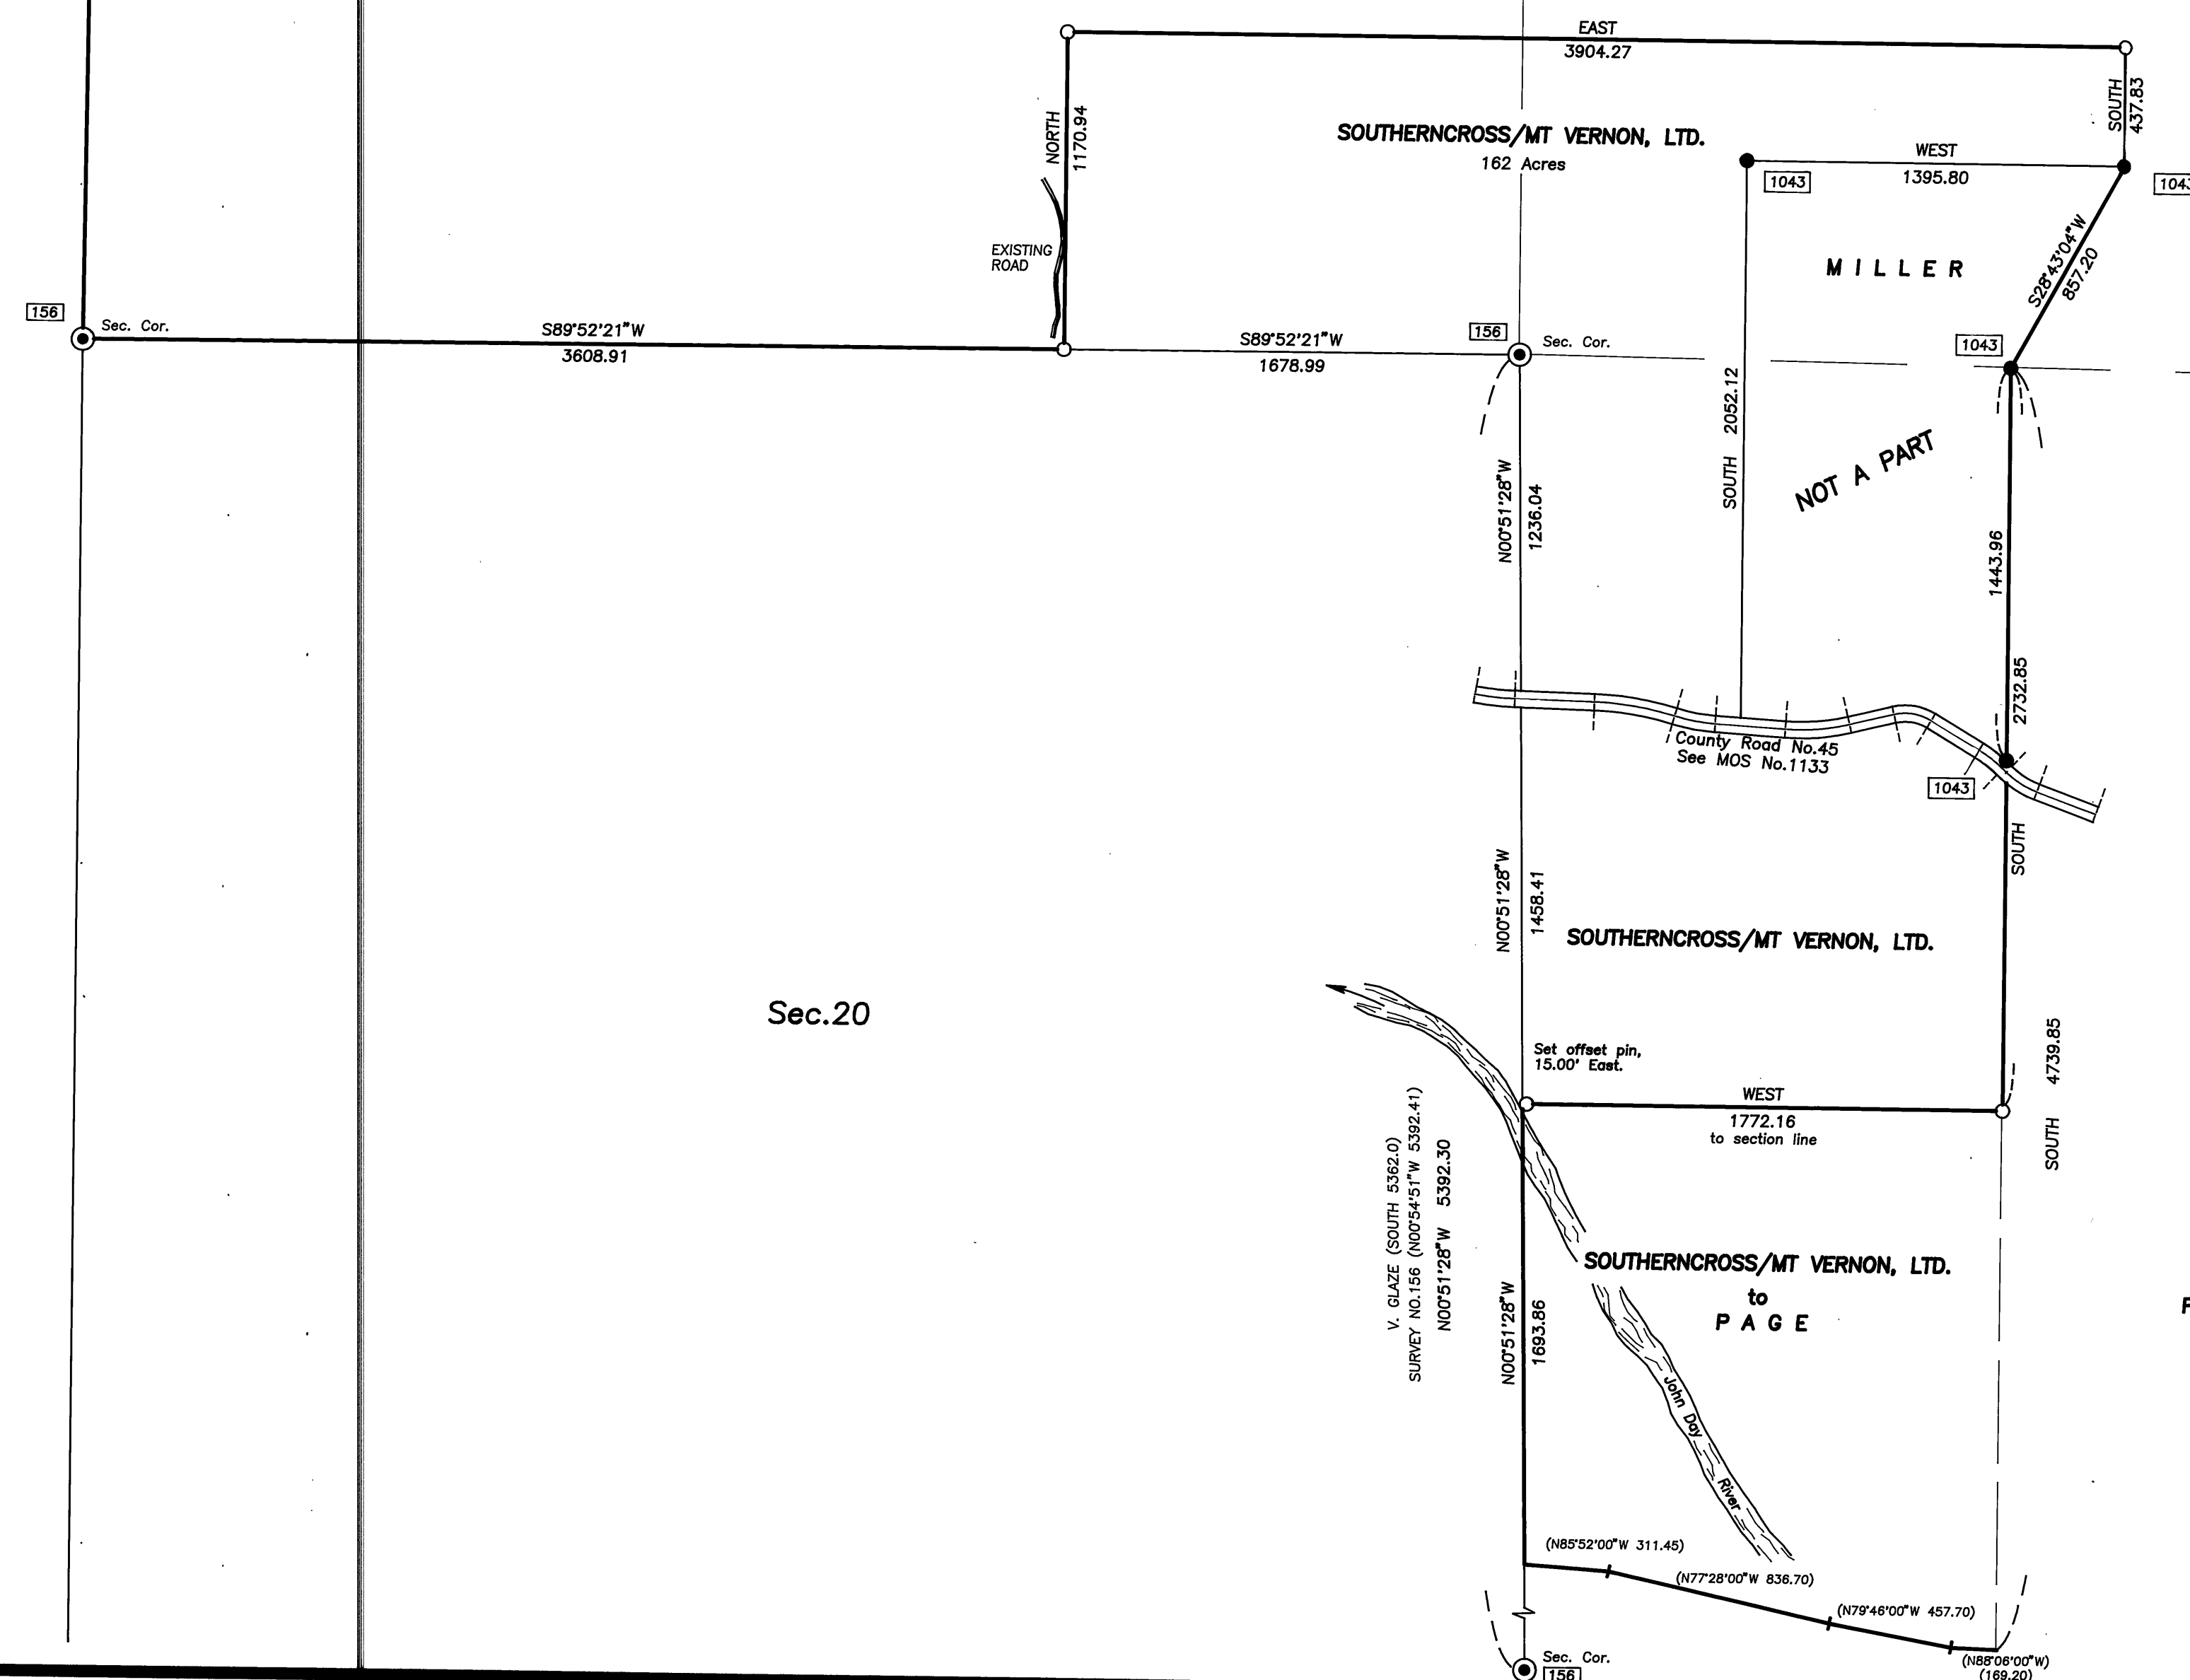 EAST
3904.27
SOUTH
437.83
NORTH
1170.94
SOUTHERNCROSS/MT VERNON, LTD.
162 Acres
WEST
1395.80
1043
1043
EXISTING
ROAD
MILLER
S28°43'04"W
857.20
156
Sec. Cor.
S89°52'21"W
3608.91
S89°52'21"W
1678.99
156
Sec. Cor.
1043
SOUTH 2052.12
NOT A PART
N00°51'28"W
1236.04
1443.96
2732.85
County Road No.45
See MOS No.1133
1043
SOUTH
N00°51'28"W
1458.41
SOUTHERNCROSS/MT VERNON, LTD.
Sec.20
Set offset pin,
15.00' East.
WEST
1772.16
to section line
SOUTH 4739.85
V. GLAZE (SOUTH 5362.0)
SURVEY NO.156 (N00°54'51"W 5392.41)
N00°51'28"W 5392.30
N00°51'28"W
1693.86
SOUTHERNCROSS/MT VERNON, LTD.
to
PAGE
John Day River
(N85°52'00"W 311.45)
(N77°28'00"W 836.70)
(N79°46'00"W 457.70)
(N88°06'00"W)
(169.20)
Sec. Cor.
156